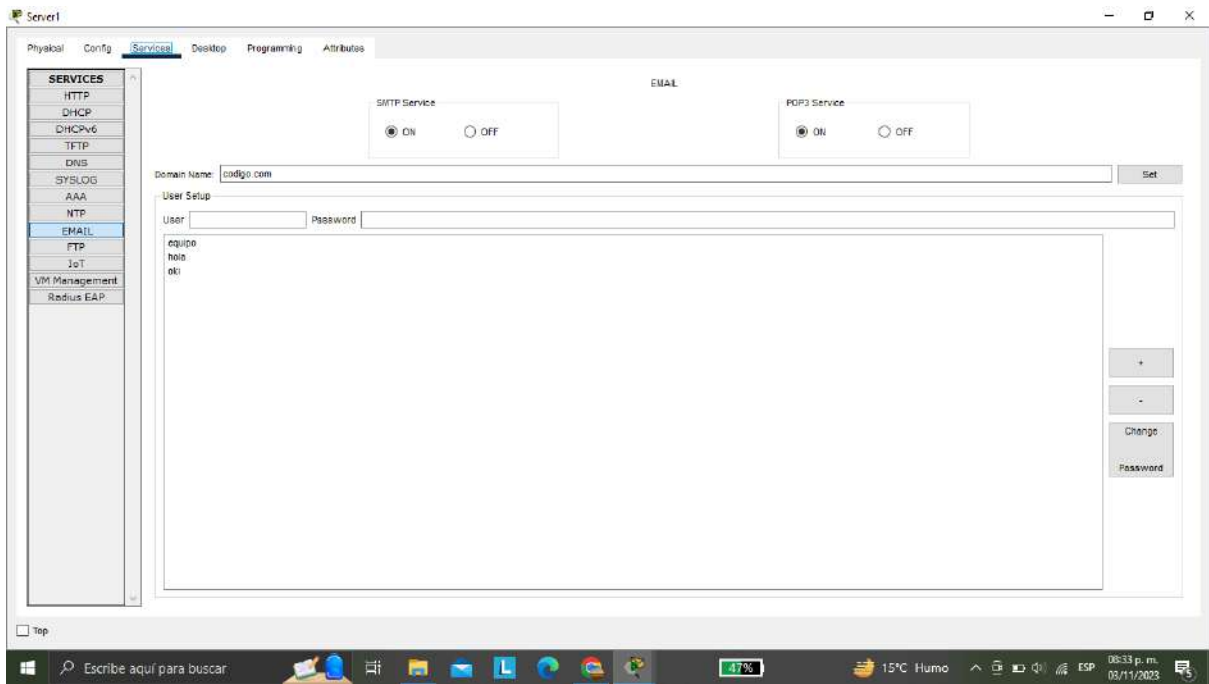 Server1
Physical Config Services Desktop Programming Attributes
SERVICES
HTTP
DHCP
DHCPv6
TFTP
DNS
SYSLOG
AAA
NTP
EMAIL
FTP
IoT
VM Management
Radius EAP
EMAIL
SMTP Service
ON OFF
POP3 Service
ON OFF
Domain Name: codigo.com Set
User Setup
User Password
equipo
hola
oki
+
-
Change
Password
Top
Escribe aquí para buscar
L
47%
15°C Humo
ESP
08:33 p. m.
03/11/2023
5